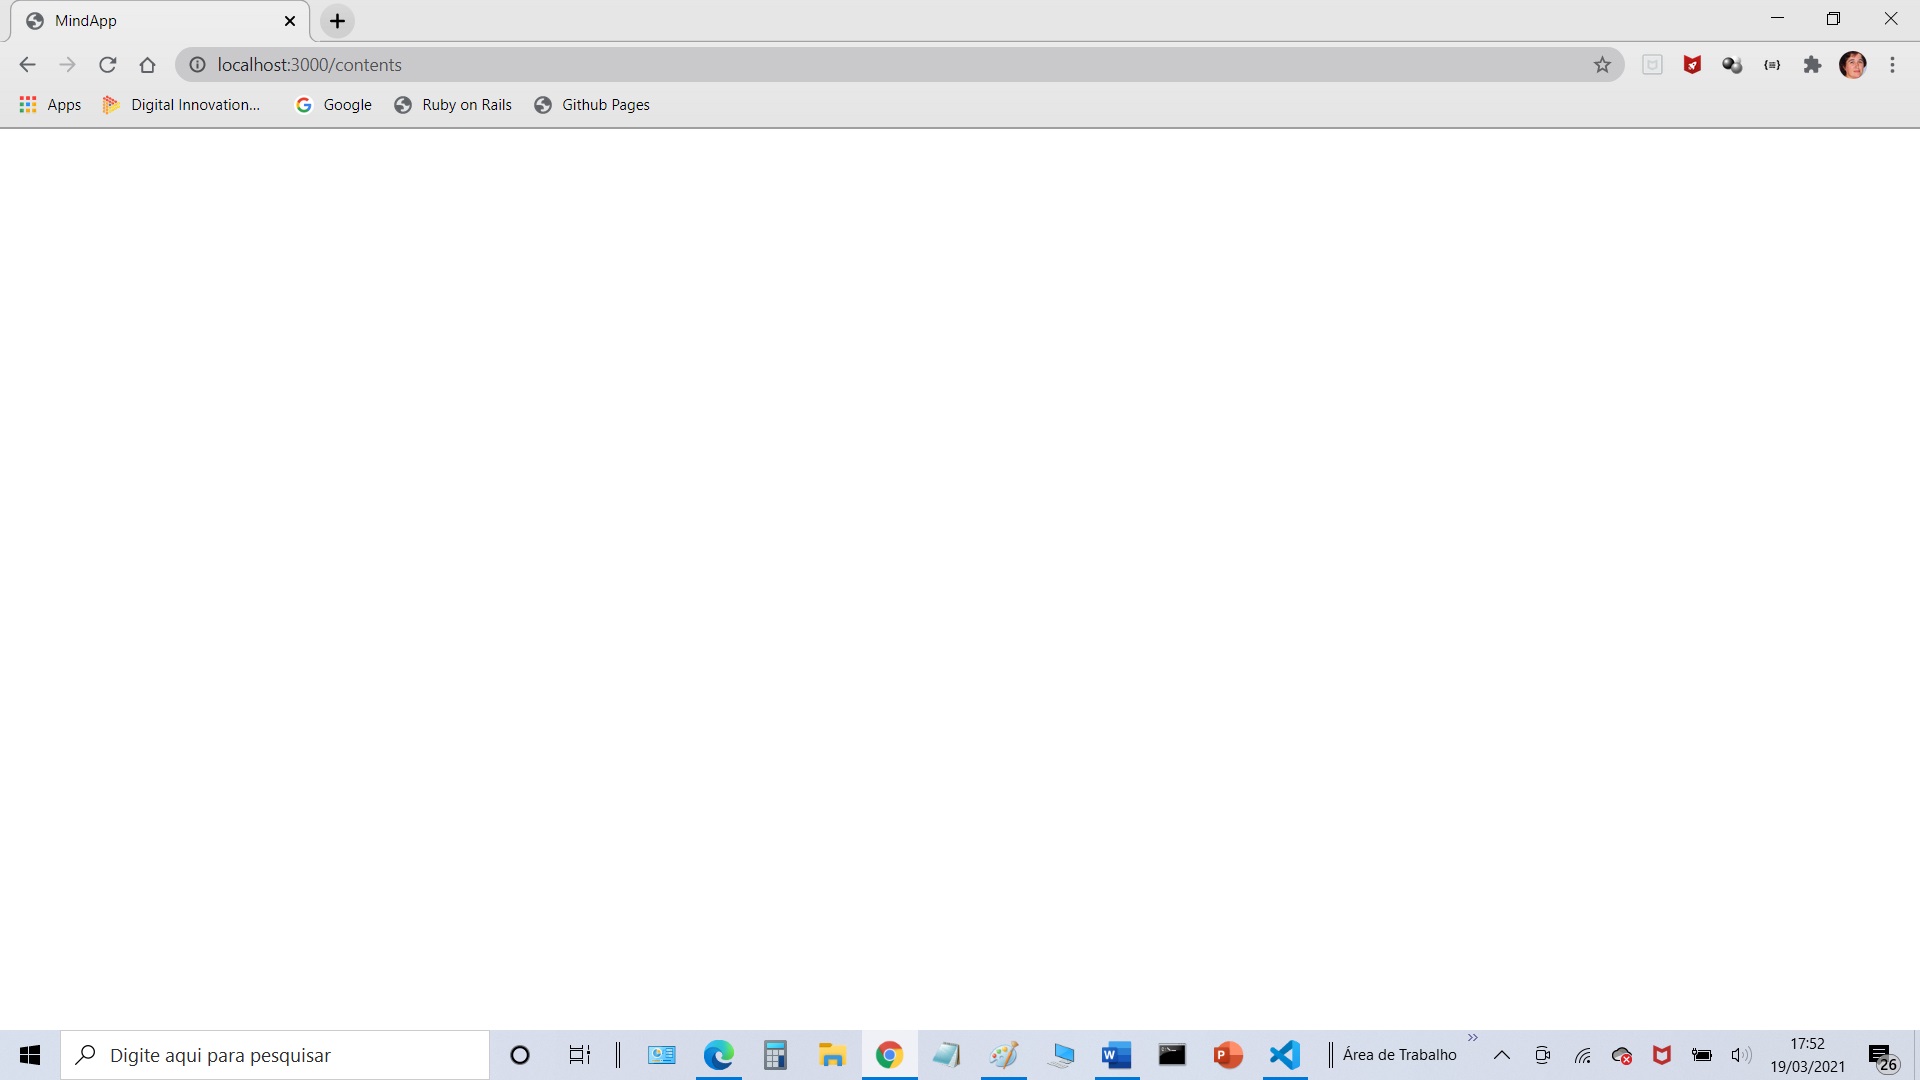 MindApp
localhost:3000/contents
Apps Digital Innovation... Google Ruby on Rails Github Pages
Digite aqui para pesquisar
Área de Trabalho
17:52
19/03/2021
26